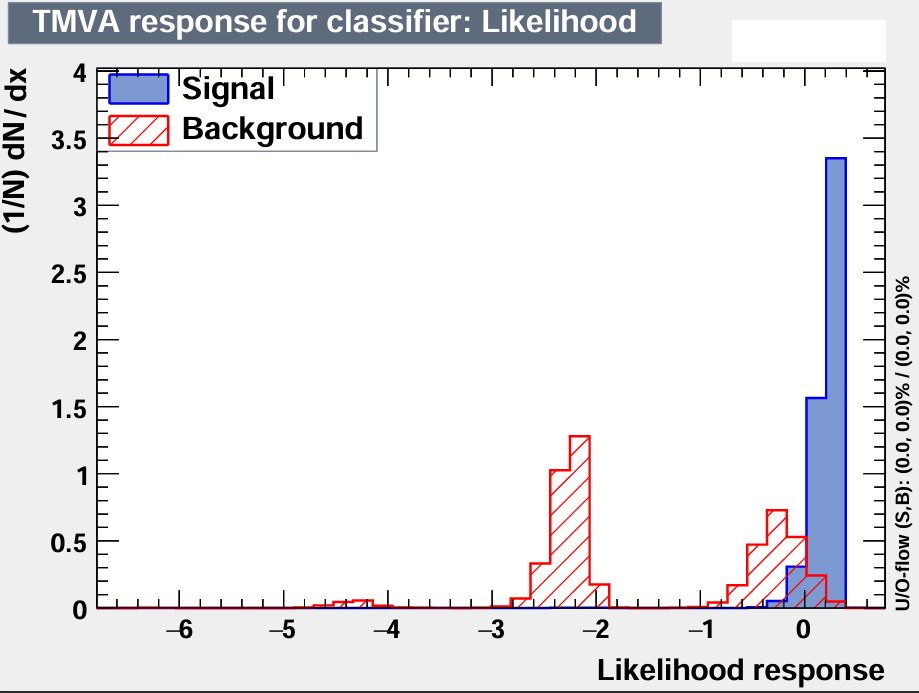 TMVA response for classifier: Likelihood
(1/N) dN / dx
4
3.5
3
2.5
2
1.5
1
0.5
0
Signal
Background
−6
−5
−4
−3
−2
−1
0
Likelihood response
U/O-flow (S,B): (0.0, 0.0)% / (0.0, 0.0)%